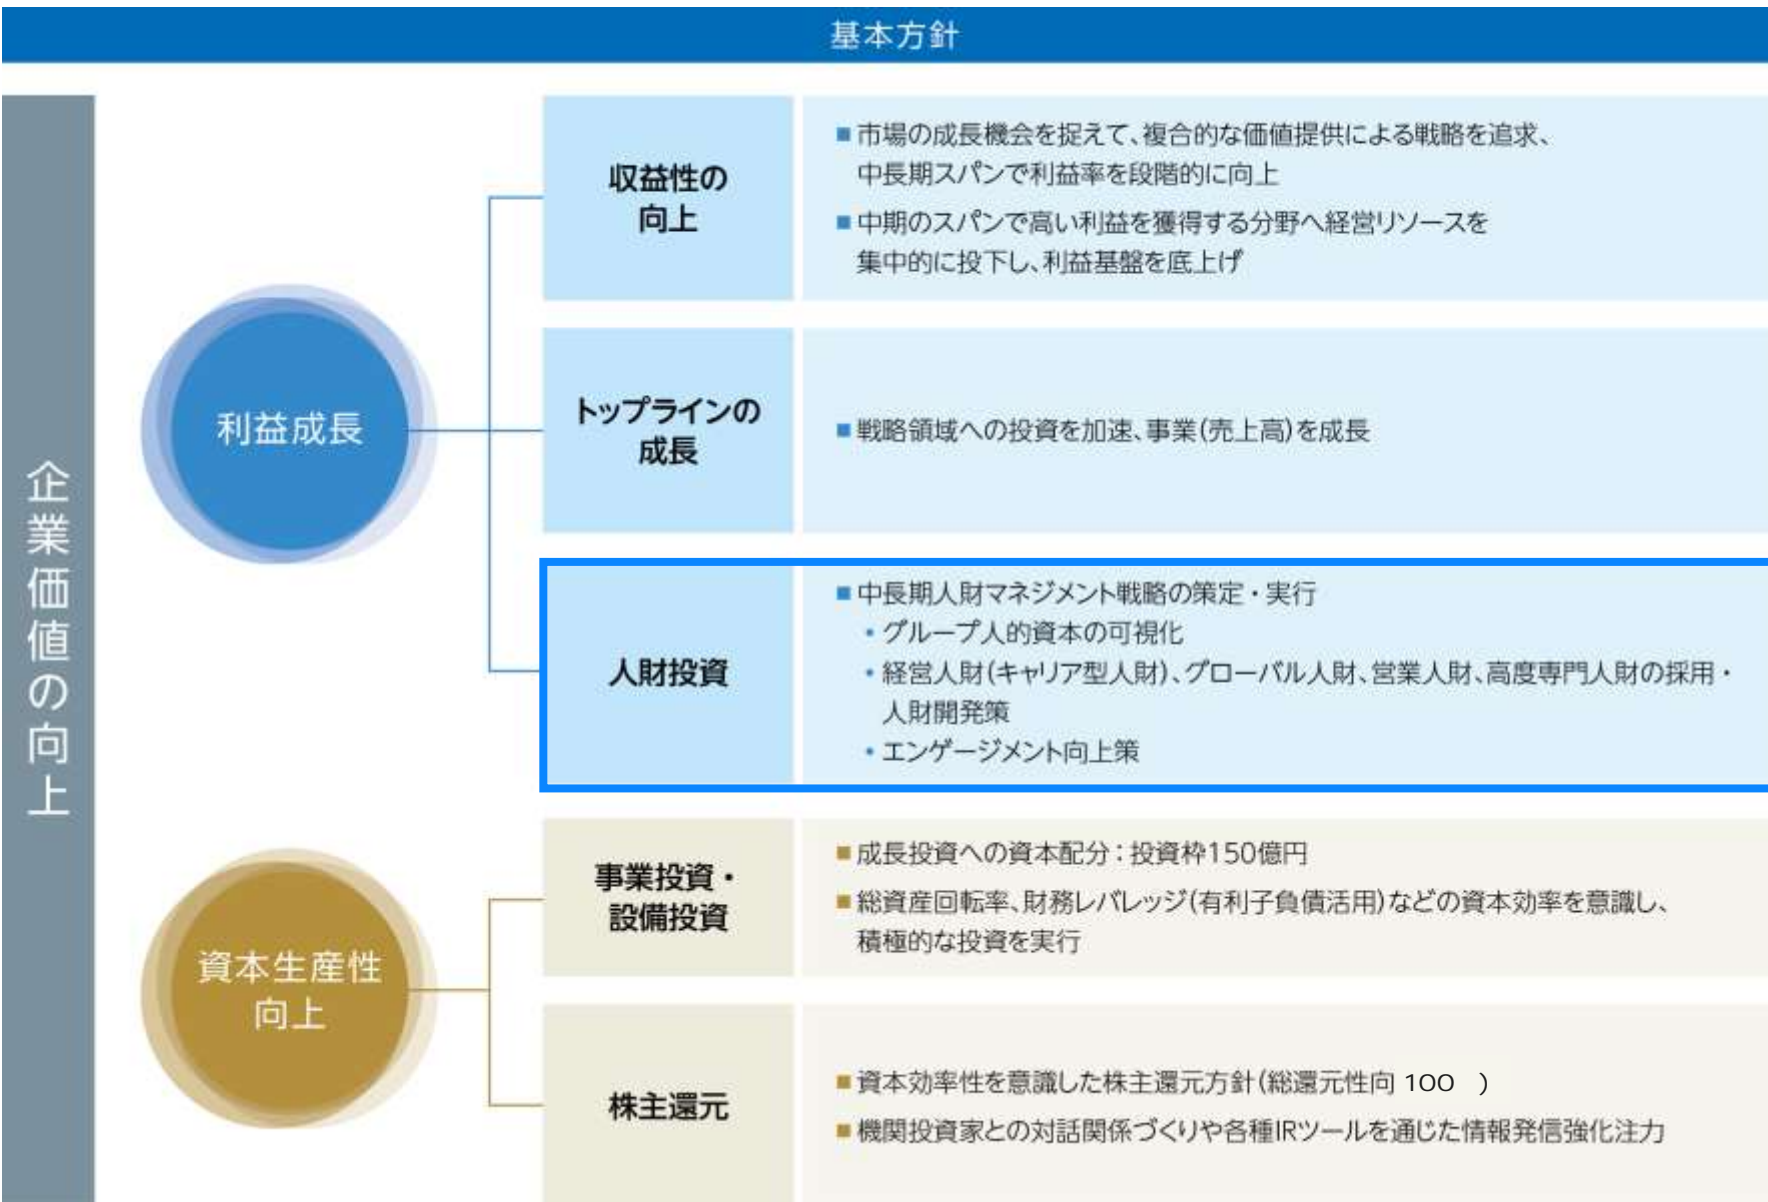 基本方針
企業価値の向上
利益成長
収益性の
向上
■市場の成長機会を捉えて、複合的な価値提供による戦略を追求、
中長期スパンで利益率を段階的に向上
■中期のスパンで高い利益を獲得する分野へ経営リソースを
集中的に投下し、利益基盤を底上げ
トップラインの
成長
■戦略領域への投資を加速、事業(売上高)を成長
人財投資
■中長期人財マネジメント戦略の策定・実行
・グループ人的資本の可視化
・経営人財(キャリア型人財)、グローバル人財、営業人財、高度専門人財の採用・
人財開発策
・エンゲージメント向上策
資本生産性
向上
事業投資・
設備投資
■成長投資への資本配分：投資枠150億円
■総資産回転率、財務レバレッジ(有利子負債活用)などの資本効率を意識し、
積極的な投資を実行
株主還元
■資本効率性を意識した株主還元方針(総還元性向 100　)
■機関投資家との対話関係づくりや各種IRツールを通じた情報発信強化注力